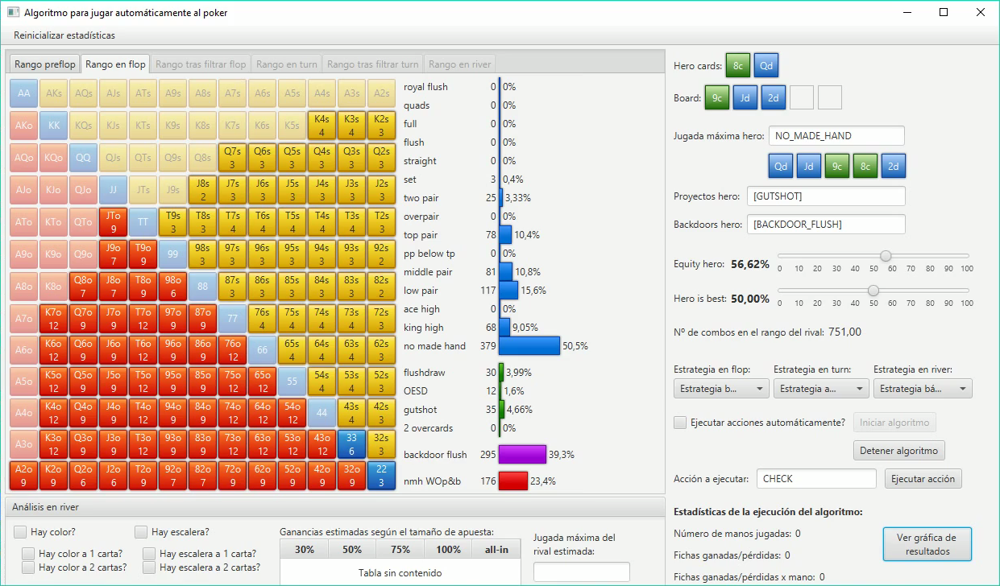 Algoritmo para jugar automáticamente al poker
Reinicializar estadísticas
Rango preflop Rango en flop Rango tras filtrar flop Rango en turn Rango tras filtrar turn Rango en river
AA AKs AQs AJs ATs A9s A8s A7s A6s A5s A4s A3s A2s
AKo KK KQs KJs KTs K9s K8s K7s K6s K5s K4s K3s K2s
4 4 3
AQo KQo QQ QJs QTs Q9s Q8s Q7s Q6s Q5s Q4s Q3s Q2s
3 3 3 3 3 3
AJo KJo QJo JJ JTs J9s J8s J7s J6s J5s J4s J3s J2s
2 3 3 3 3 3 3
ATo KTo QTo JTo TT T9s T8s T7s T6s T5s T4s T3s T2s
9 3 3 4 4 4 4 3
A9o K9o Q9o J9o T9o 99 98s 97s 96s 95s 94s 93s 92s
7 9 3 3 3 3 3 3 2
A8o K8o Q8o J8o T8o 98o 88 87s 86s 85s 84s 83s 82s
7 7 9 6 3 3 3 3 3 2
A7o K7o Q7o J7o T7o 97o 87o 77 76s 75s 74s 73s 72s
12 9 9 12 9 9 4 4 4 4 3
A6o K6o Q6o J6o T6o 96o 86o 76o 66 65s 64s 63s 62s
12 9 9 12 9 9 12 4 4 4 3
A5o K5o Q5o J5o T5o 95o 85o 75o 65o 55 54s 53s 52s
12 9 9 12 9 9 12 12 4 4 3
A4o K4o Q4o J4o T4o 94o 84o 74o 64o 54o 44 43s 42s
12 9 9 12 9 9 12 12 12 4 3
A3o K3o Q3o J3o T3o 93o 83o 73o 63o 53o 43o 33 32s
12 9 9 12 9 9 12 12 12 12 6 3
A2o K2o Q2o J2o T2o 92o 82o 72o 62o 52o 42o 32o 22
9 9 6 6 9 7 7 9 9 9 9 9 3
royal flush 0 0%
quads 0 0%
full 0 0%
flush 0 0%
straight 0 0%
set 3 0,4%
two pair 25 3,33%
overpair 0 0%
top pair 78 10,4%
pp below tp 0 0%
middle pair 81 10,8%
low pair 117 15,6%
ace high 0 0%
king high 68 9,05%
no made hand 379 50,5%
flushdraw 30 3,99%
OESD 12 1,6%
gutshot 35 4,66%
2 overcards 0 0%
backdoor flush 295 39,3%
nmh WOp&b 176 23,4%
Hero cards: 8c Qd
Board: 9c Jd 2d
Jugada máxima hero: NO_MADE_HAND
Qd Jd 9c 8c 2d
Proyectos hero: [GUTSHOT]
Backdoors hero: [BACKDOOR_FLUSH]
Equity hero: 56,62%
0 10 20 30 40 50 60 70 80 90 100
Hero is best: 50,00%
0 10 20 30 40 50 60 70 80 90 100
Nº de combos en el rango del rival: 751,00
Estrategia en flop: Estrategia en turn: Estrategia en river:
Estrategia b... Estrategia a... Estrategia bá...
Ejecutar acciones automáticamente? Iniciar algoritmo
Detener algoritmo
Acción a ejecutar: CHECK Ejecutar acción
Estadísticas de la ejecución del algoritmo:
Número de manos jugadas: 0
Fichas ganadas/pérdidas: 0
Fichas ganadas/pérdidas x mano: 0
Ver gráfica de
resultados
Análisis en river
Hay color? Hay escalera?
Hay color a 1 carta? Hay escalera a 1 carta?
Hay color a 2 cartas? Hay escalera a 2 cartas?
Ganancias estimadas según el tamaño de apuesta:
30% 50% 75% 100% all-in
Tabla sin contenido
Jugada máxima del
rival estimada: